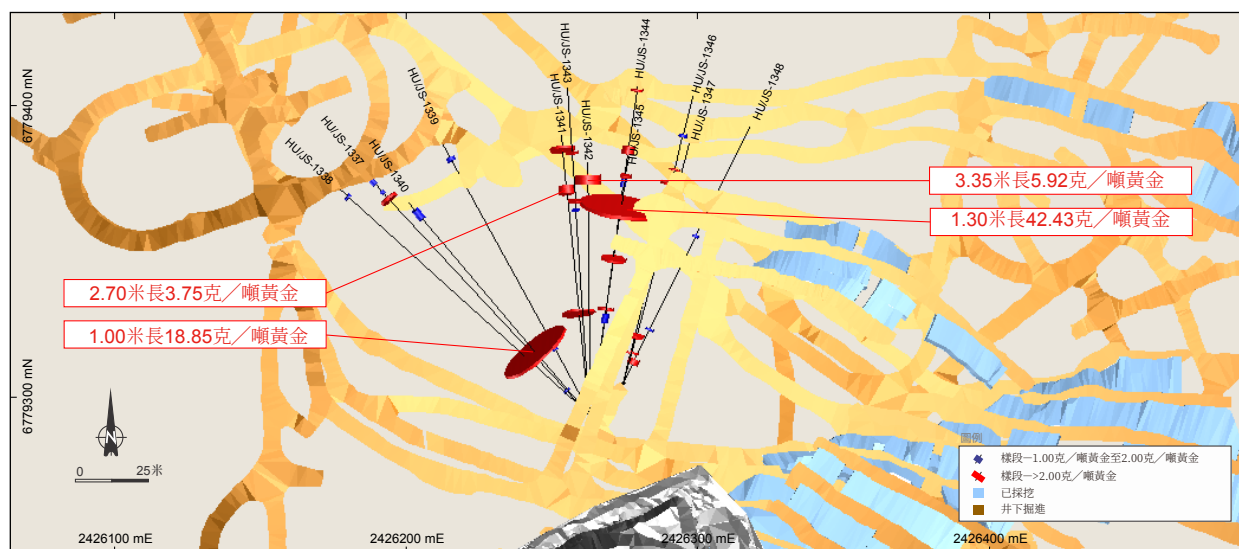 HU/JS-1344
HU/JS-1343
HU/JS-1346
HU/JS-1348
HU/JS-1347
HU/JS-1341
HU/JS-1342
HU/JS-1345
HU/JS-1339
HU/JS-1337
HU/JS-1338
HU/JS-1340
6779400 mN
3.35米長5.92克／噸黃金
1.30米長42.43克／噸黃金
2.70米長3.75克／噸黃金
1.00米長18.85克／噸黃金
6779300 mN
N
0 25米
圖例
樣段—1.00克／噸黃金至2.00克／噸黃金
樣段—>2.00克／噸黃金
已採挖
井下掘進
2426100 mE
2426200 mE
2426300 mE
2426400 mE